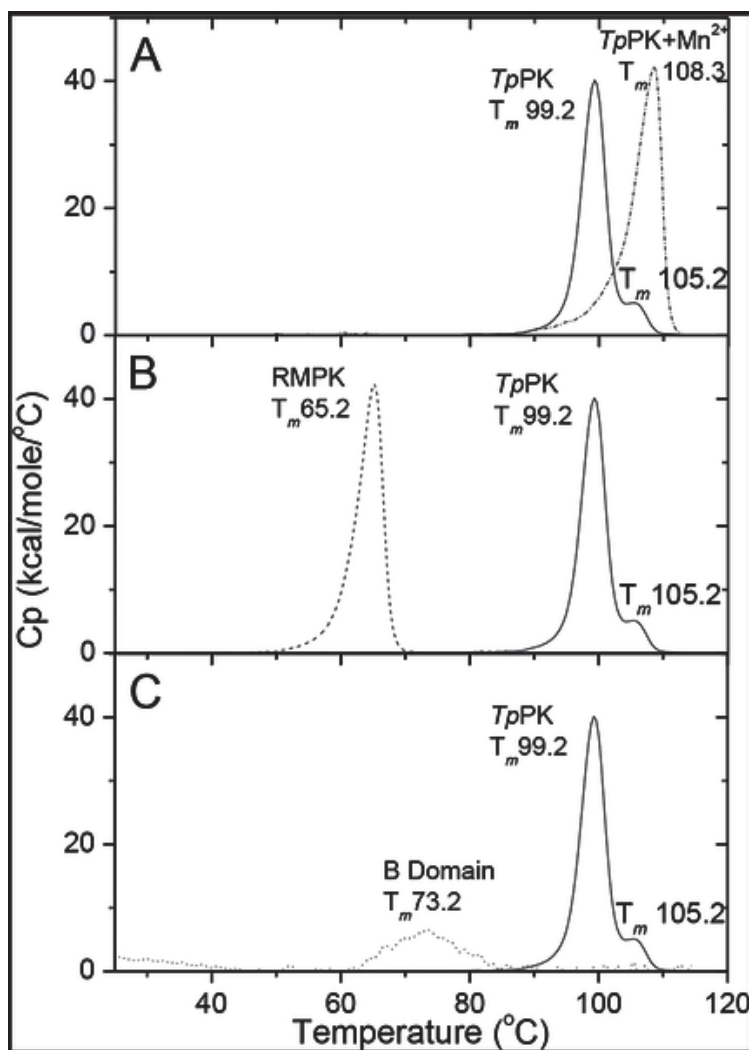 A
TpPK+Mn²⁺
Tm 108.3
TpPK
Tm 99.2
Tm 105.2
40
20
0
B
RMPK
Tm65.2
TpPK
Tm99.2
Tm105.2
40
20
0
C
TpPK
Tm99.2
B Domain
Tm73.2
Tm 105.2
40
20
0
Cp (kcal/mole/°C)
40 60 80 100 120
Temperature (°C)